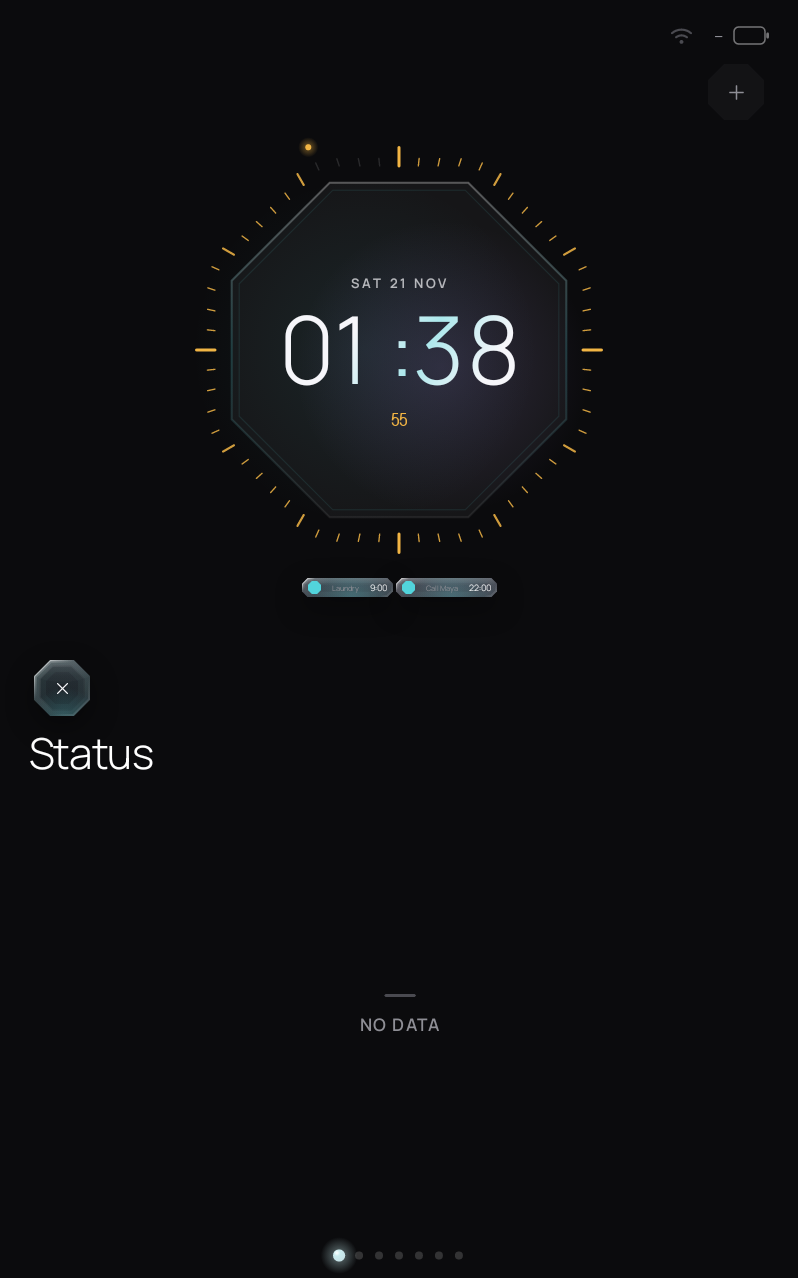 –
+
SAT 21 NOV
01 :38
55
Laundry 9:00
Call Maya 22:00
Status
NO DATA